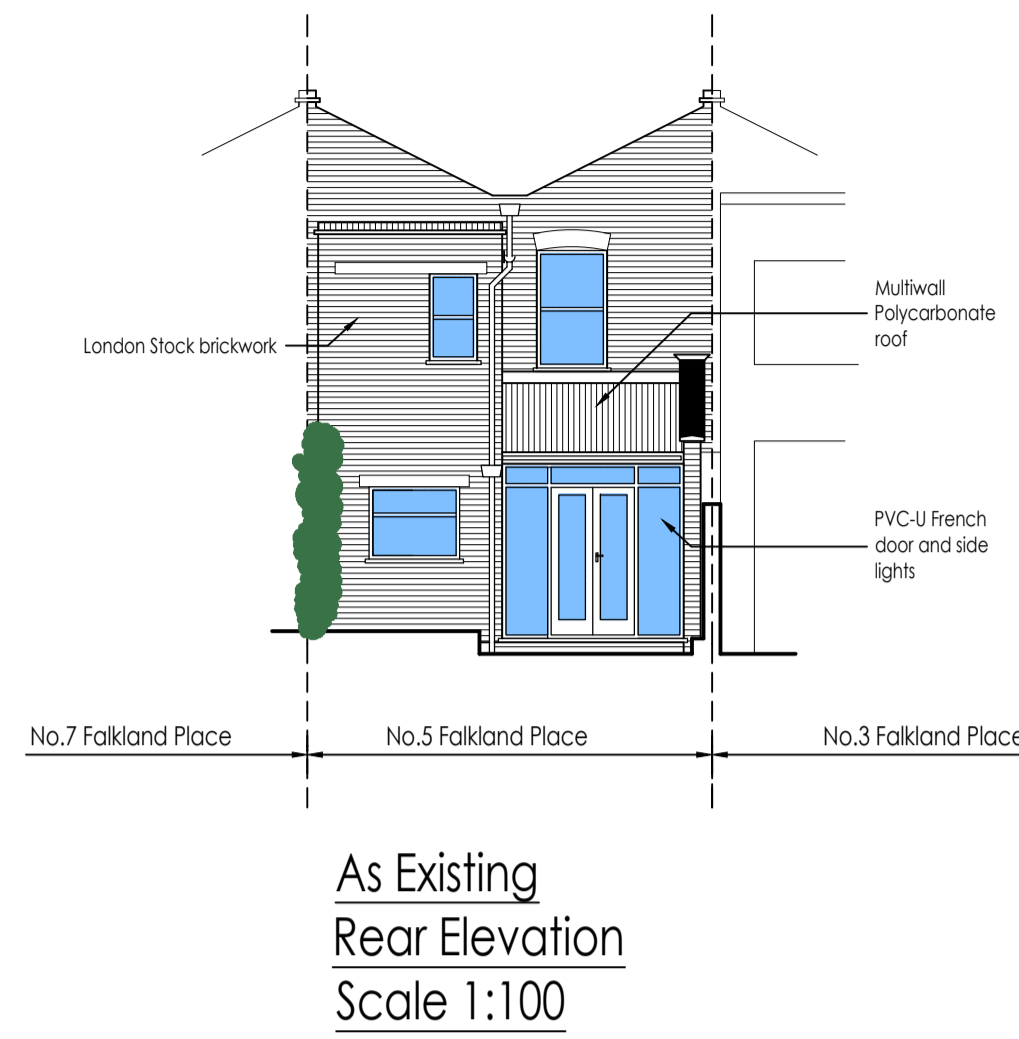 Multiwall
Polycarbonate
roof
London Stock brickwork
PVC-U French
door and side
lights
No.7 Falkland Place
No.5 Falkland Place
No.3 Falkland Place
As Existing
Rear Elevation
Scale 1:100